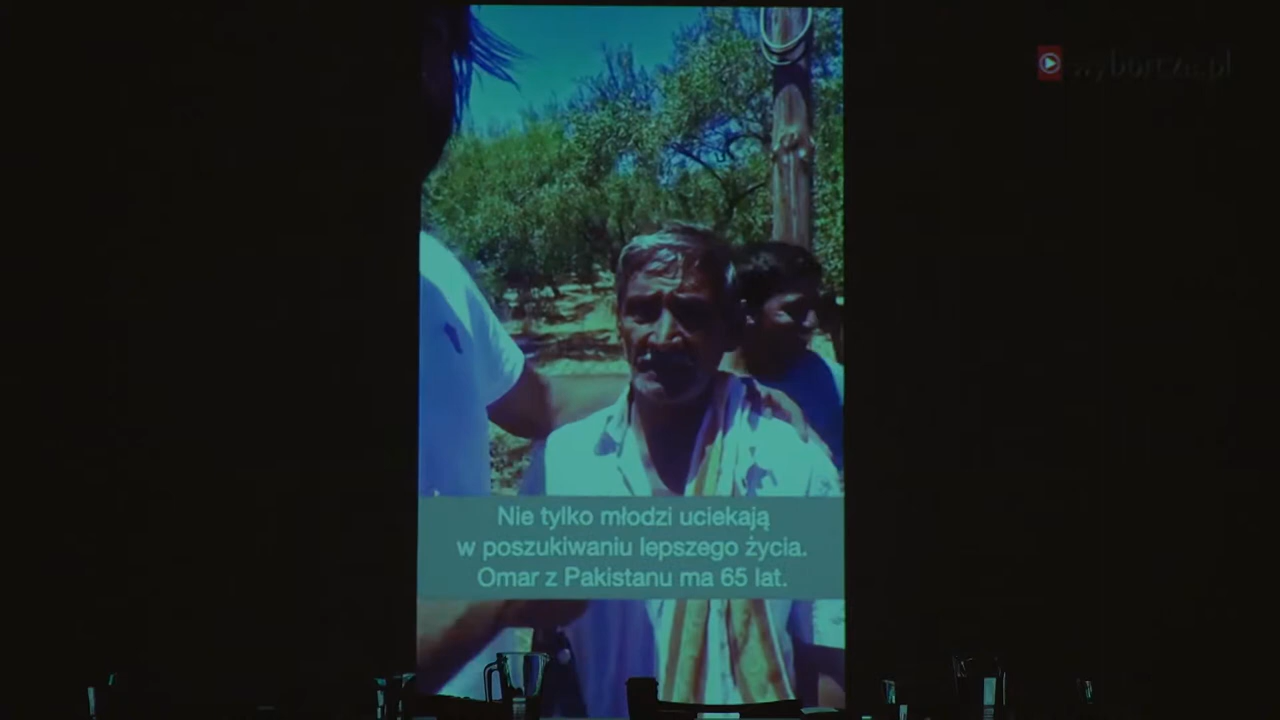 wyborcza.pl
Nie tylko młodzi uciekają
w poszukiwaniu lepszego życia.
Omar z Pakistanu ma 65 lat.